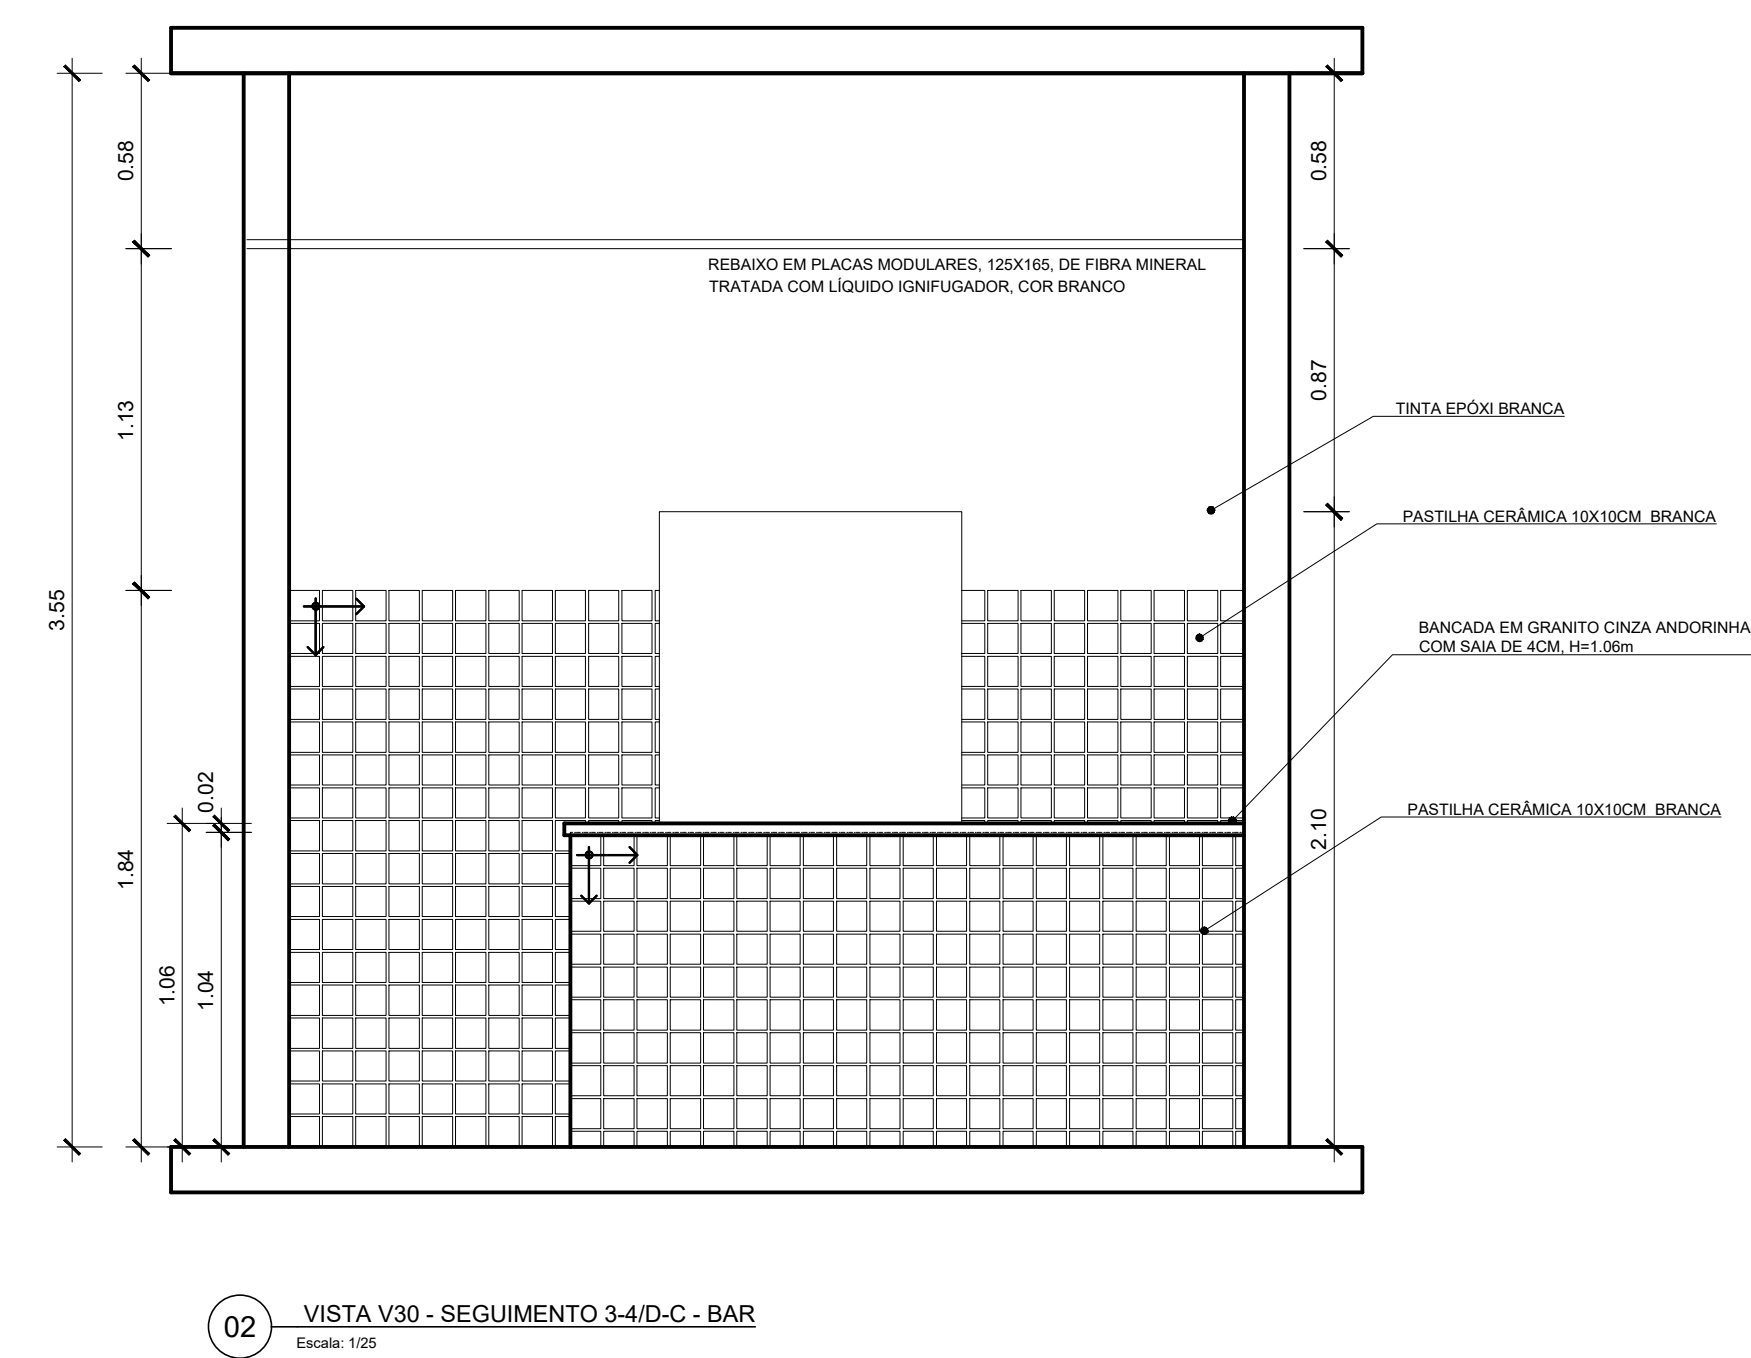 0.58
0.58
REBAIXO EM PLACAS MODULARES, 125X165, DE FIBRA MINERAL
TRATADA COM LÍQUIDO IGNIFUGADOR, COR BRANCO
0.87
1.13
TINTA EPÓXI BRANCA
PASTILHA CERÂMICA 10X10CM  BRANCA
3.55
BANCADA EM GRANITO CINZA ANDORINHA
COM SAIA DE 4CM, H=1.06m
0.02
PASTILHA CERÂMICA 10X10CM  BRANCA
2.10
1.84
1.06
1.04
02
VISTA V30 - SEGUIMENTO 3-4/D-C - BAR
Escala: 1/25